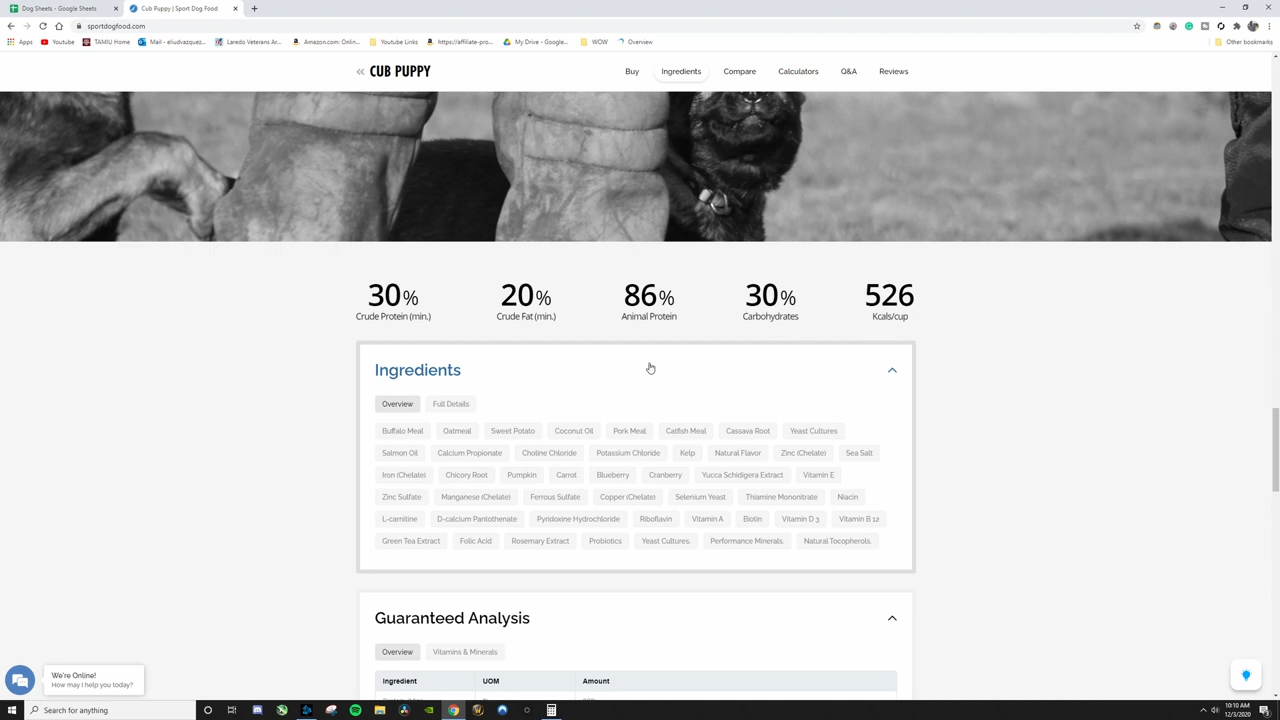 Dog Sheets - Google Sheets
Cub Puppy | Sport Dog Food
sportdogfood.com
Apps Youtube TAMIU Home Mail - eliudvazquez... Laredo Veterans Ar... Amazon.com: Onlin... Youtube Links https://affiliate-pro... My Drive - Google... WOW Overview Other bookmarks
CUB PUPPY Buy Ingredients Compare Calculators Q&A Reviews
30% 20% 86% 30% 526
Crude Protein (min.) Crude Fat (min.) Animal Protein Carbohydrates Kcals/cup
Ingredients
Overview Full Details
Buffalo Meal Oatmeal Sweet Potato Coconut Oil Pork Meal Catfish Meal Cassava Root Yeast Cultures
Salmon Oil Calcium Propionate Choline Chloride Potassium Chloride Kelp Natural Flavor Zinc (Chelate) Sea Salt
Iron (Chelate) Chicory Root Pumpkin Carrot Blueberry Cranberry Yucca Schidigera Extract Vitamin E
Zinc Sulfate Manganese (Chelate) Ferrous Sulfate Copper (Chelate) Selenium Yeast Thiamine Mononitrate Niacin
L-carnitine D-calcium Pantothenate Pyridoxine Hydrochloride Riboflavin Vitamin A Biotin Vitamin D 3 Vitamin B 12
Green Tea Extract Folic Acid Rosemary Extract Probiotics Yeast Cultures. Performance Minerals. Natural Tocopherols.
Guaranteed Analysis
Overview Vitamins & Minerals
Ingredient UOM Amount
We're Online!
How may I help you today?
Search for anything
10:10 AM
12/3/2020